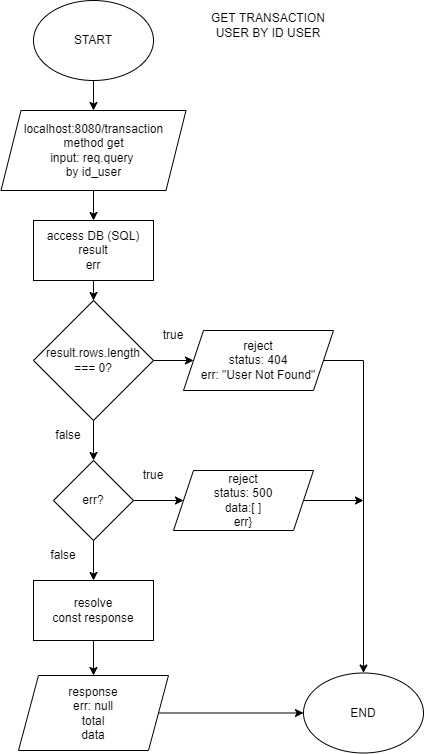 GET TRANSACTION
USER BY ID USER
START
localhost:8080/transaction
method get
input: req.query
by id_user
access DB (SQL)
result
err
result.rows.length
=== 0?
true
reject
status: 404
err: "User Not Found"
false
err?
true
reject
status: 500
data:[ ]
err}
false
resolve
const response
response
err: null
total
data
END